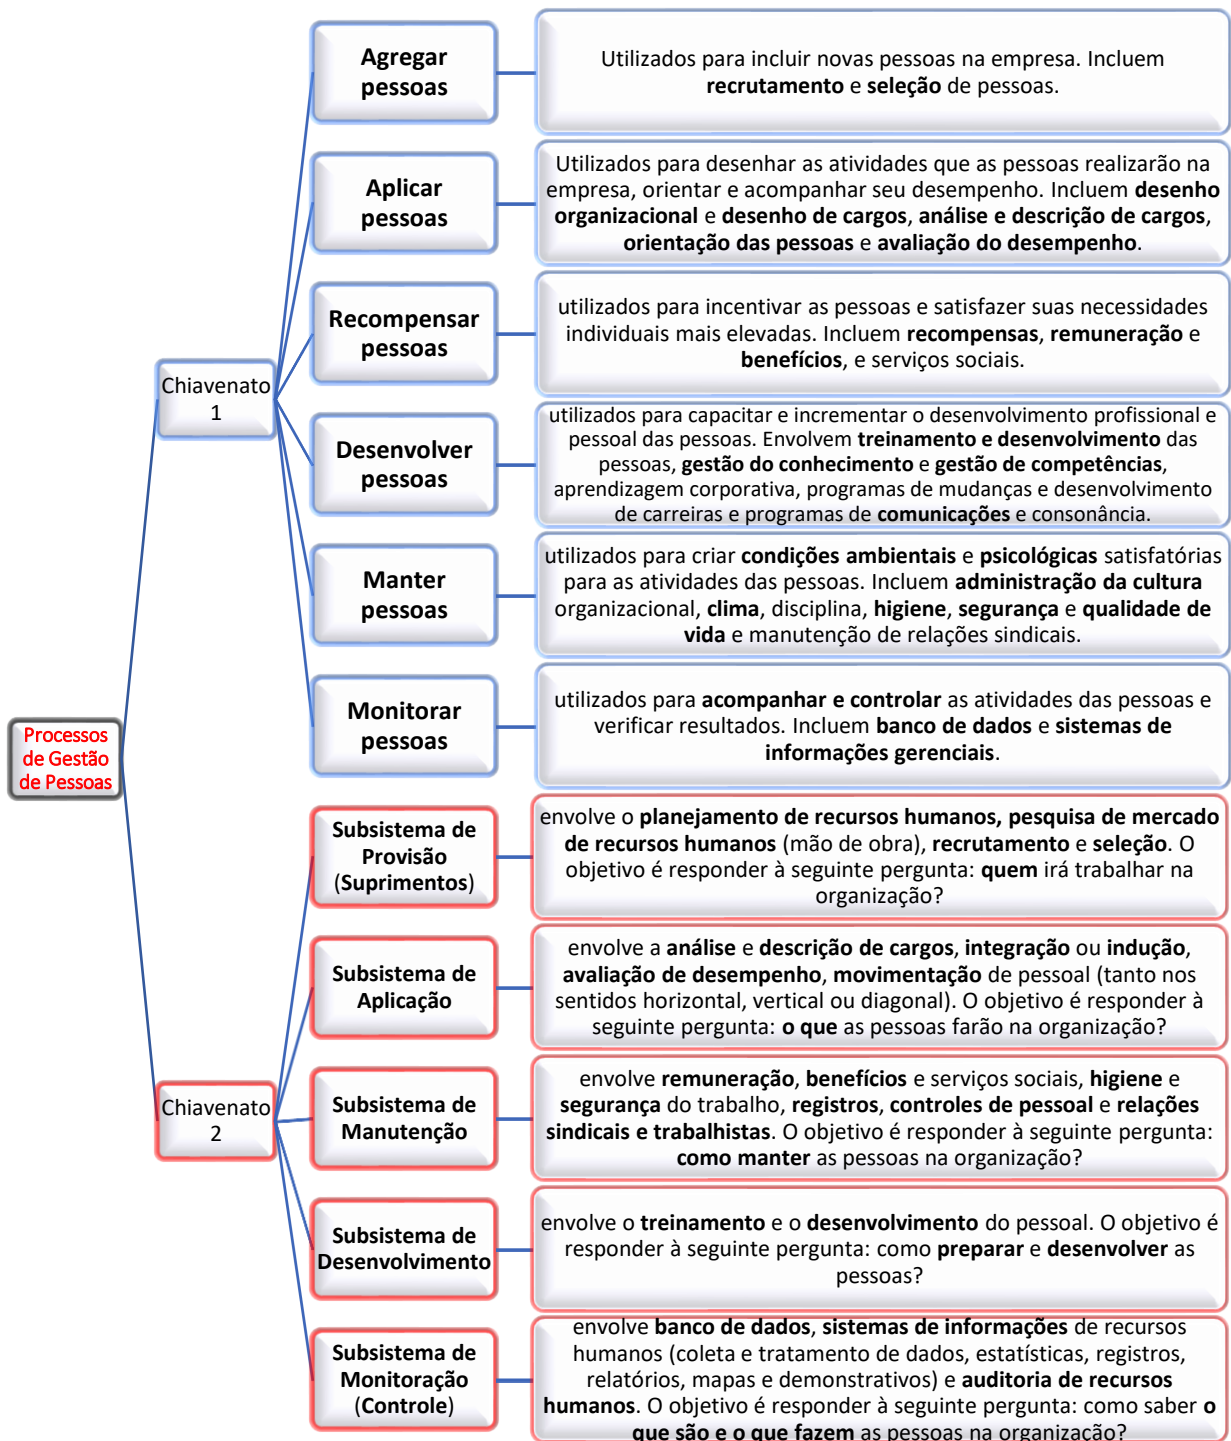 Processos
de Gestão
de Pessoas
Chiavenato
1
Agregar
pessoas
Utilizados para incluir novas pessoas na empresa. Incluem
recrutamento e seleção de pessoas.
Aplicar
pessoas
Utilizados para desenhar as atividades que as pessoas realizarão na
empresa, orientar e acompanhar seu desempenho. Incluem desenho
organizacional e desenho de cargos, análise e descrição de cargos,
orientação das pessoas e avaliação do desempenho.
Recompensar
pessoas
utilizados para incentivar as pessoas e satisfazer suas necessidades
individuais mais elevadas. Incluem recompensas, remuneração e
benefícios, e serviços sociais.
Desenvolver
pessoas
utilizados para capacitar e incrementar o desenvolvimento profissional e
pessoal das pessoas. Envolvem treinamento e desenvolvimento das
pessoas, gestão do conhecimento e gestão de competências,
aprendizagem corporativa, programas de mudanças e desenvolvimento
de carreiras e programas de comunicações e consonância.
Manter
pessoas
utilizados para criar condições ambientais e psicológicas satisfatórias
para as atividades das pessoas. Incluem administração da cultura
organizacional, clima, disciplina, higiene, segurança e qualidade de
vida e manutenção de relações sindicais.
Monitorar
pessoas
utilizados para acompanhar e controlar as atividades das pessoas e
verificar resultados. Incluem banco de dados e sistemas de
informações gerenciais.
Chiavenato
2
Subsistema de
Provisão
(Suprimentos)
envolve o planejamento de recursos humanos, pesquisa de mercado
de recursos humanos (mão de obra), recrutamento e seleção. O
objetivo é responder à seguinte pergunta: quem irá trabalhar na
organização?
Subsistema de
Aplicação
envolve a análise e descrição de cargos, integração ou indução,
avaliação de desempenho, movimentação de pessoal (tanto nos
sentidos horizontal, vertical ou diagonal). O objetivo é responder à
seguinte pergunta: o que as pessoas farão na organização?
Subsistema de
Manutenção
envolve remuneração, benefícios e serviços sociais, higiene e
segurança do trabalho, registros, controles de pessoal e relações
sindicais e trabalhistas. O objetivo é responder à seguinte pergunta:
como manter as pessoas na organização?
Subsistema de
Desenvolvimento
envolve o treinamento e o desenvolvimento do pessoal. O objetivo é
responder à seguinte pergunta: como preparar e desenvolver as
pessoas?
Subsistema de
Monitoração
(Controle)
envolve banco de dados, sistemas de informações de recursos
humanos (coleta e tratamento de dados, estatísticas, registros,
relatórios, mapas e demonstrativos) e auditoria de recursos
humanos. O objetivo é responder à seguinte pergunta: como saber o
que são e o que fazem as pessoas na organização?